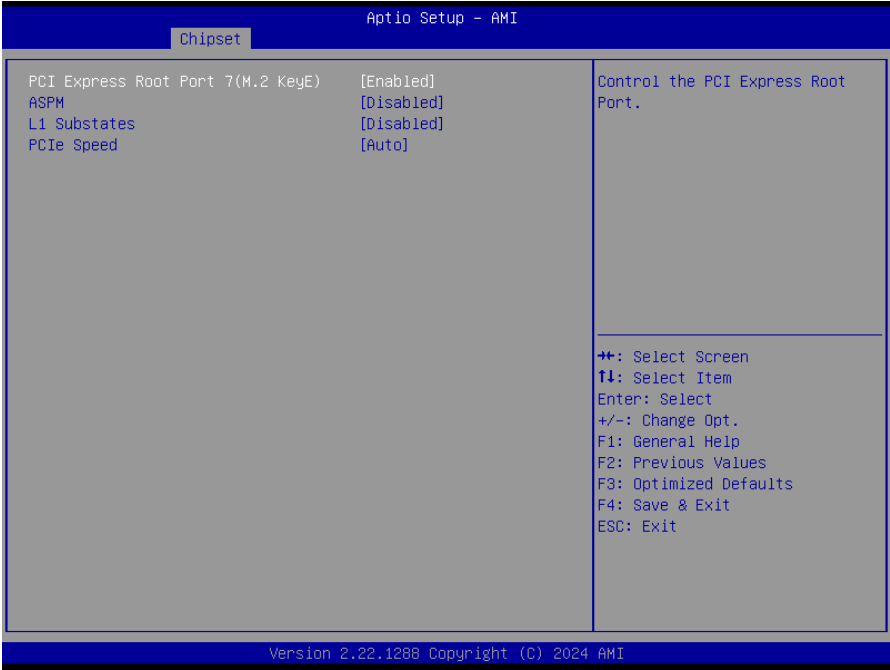 Aptio Setup – AMI
Chipset
PCI Express Root Port 7(M.2 KeyE) [Enabled]
ASPM [Disabled]
L1 Substates [Disabled]
PCIe Speed [Auto]
Control the PCI Express Root
Port.
→←: Select Screen
↑↓: Select Item
Enter: Select
+/-: Change Opt.
F1: General Help
F2: Previous Values
F3: Optimized Defaults
F4: Save & Exit
ESC: Exit
Version 2.22.1288 Copyright (C) 2024 AMI